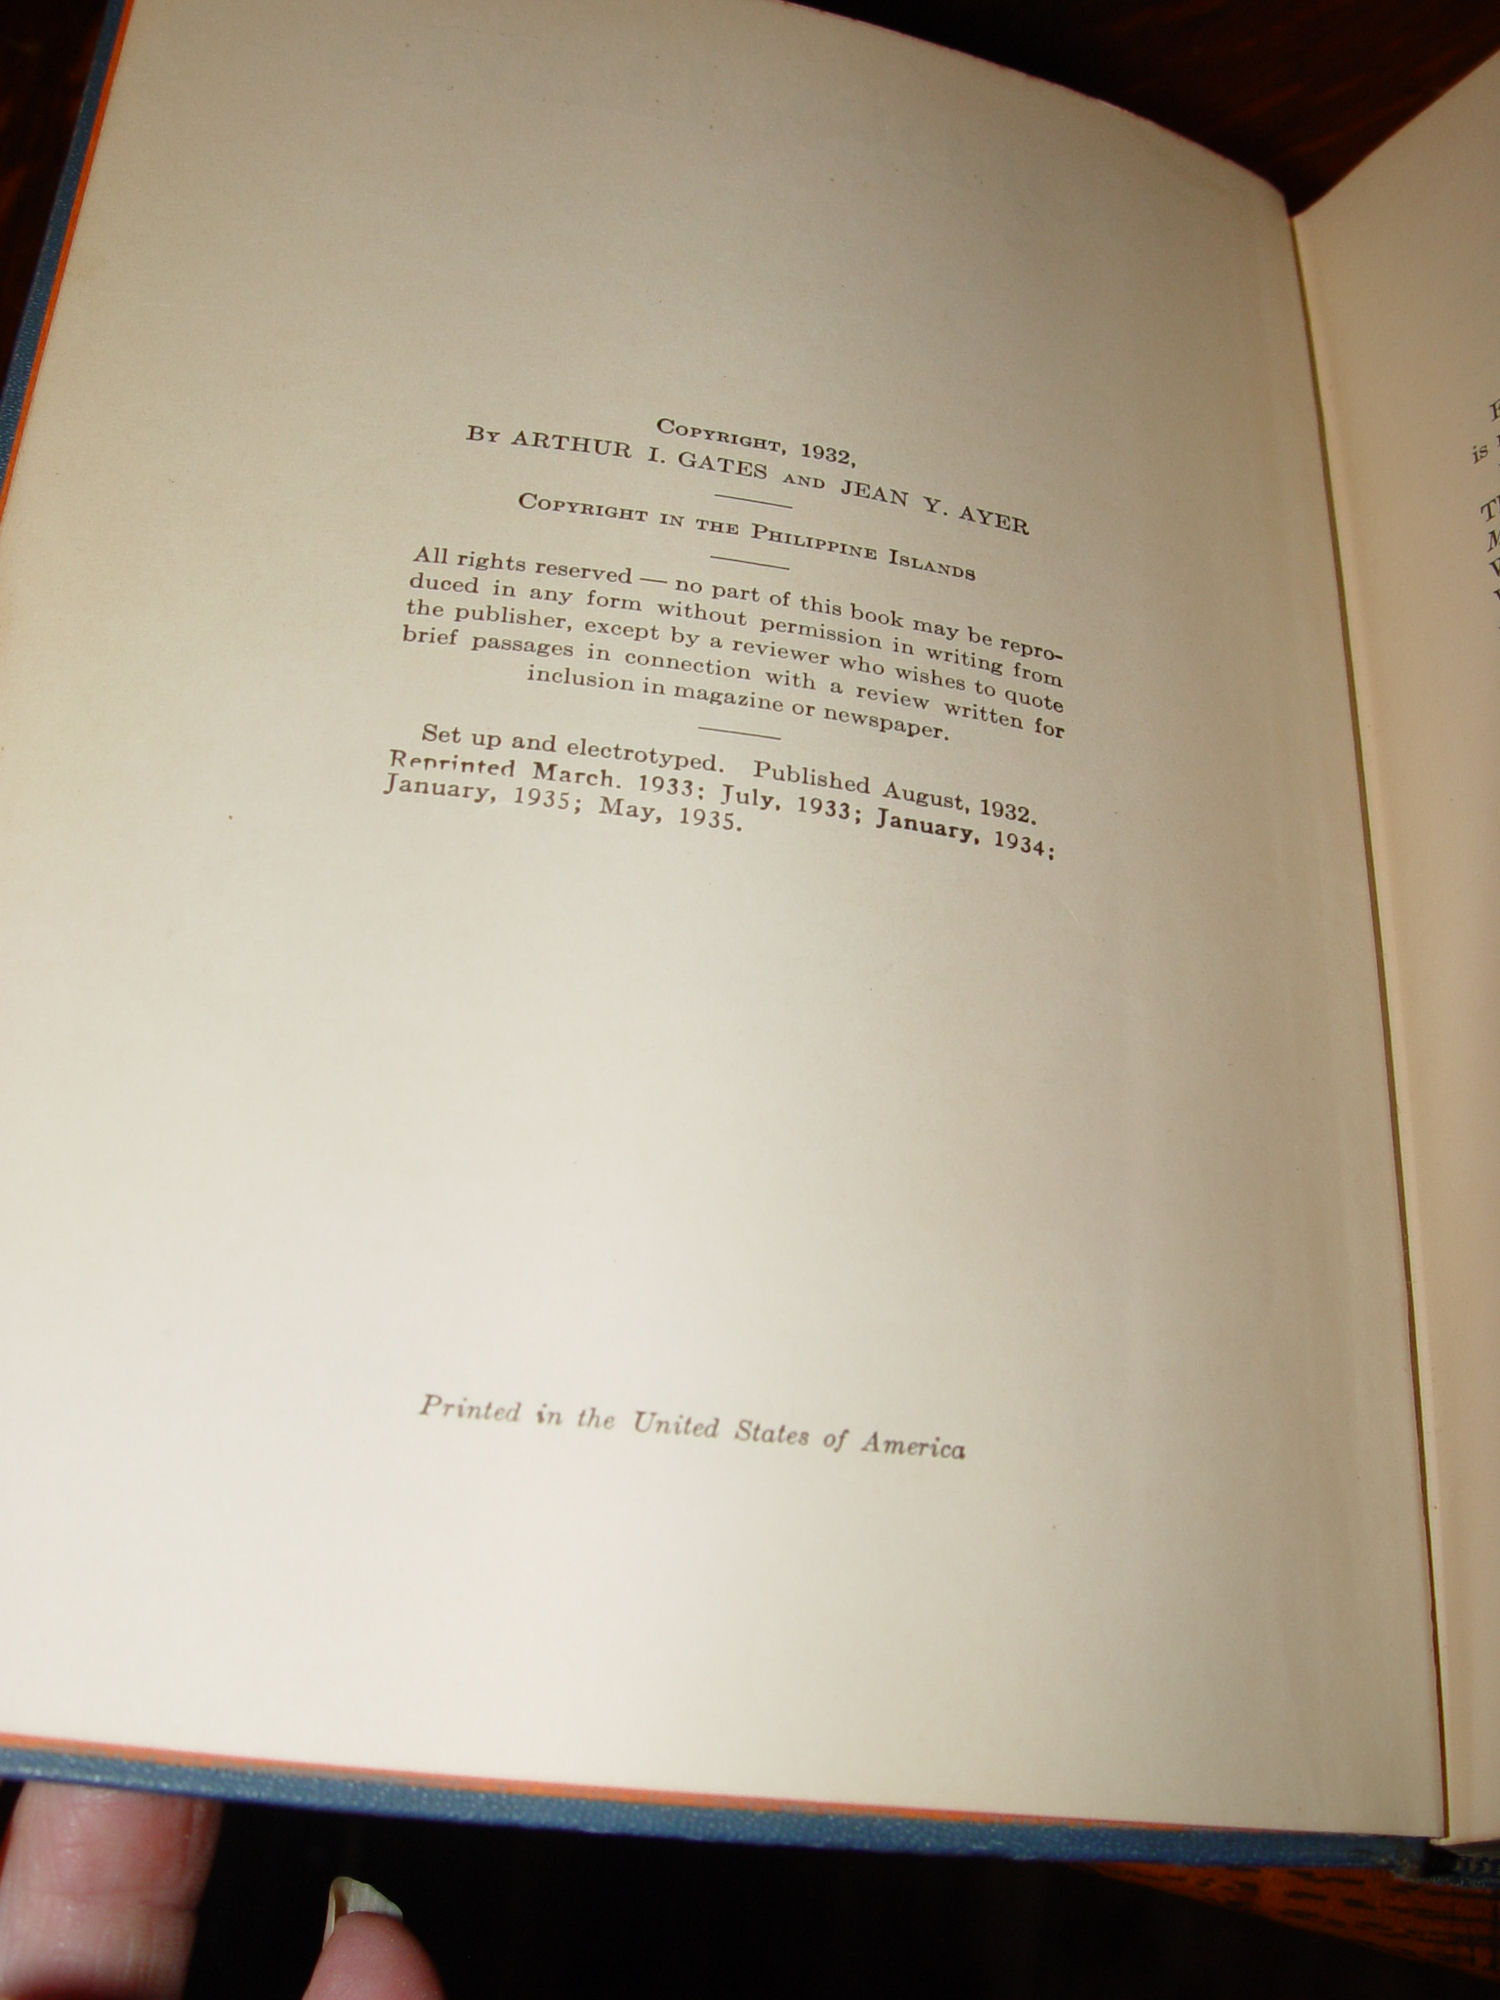 Copyright, 1932,
By ARTHUR I. GATES and JEAN Y. AYER
Copyright in the Philippine Islands
All rights reserved — no part of this book may be repro-
duced in any form without permission in writing from
the publisher, except by a reviewer who wishes to quote
brief passages in connection with a review written for
inclusion in magazine or newspaper.
Set up and electrotyped. Published August, 1932.
Reprinted March. 1933; July, 1933; January, 1934;
January, 1935; May, 1935.
Printed in the United States of America
is